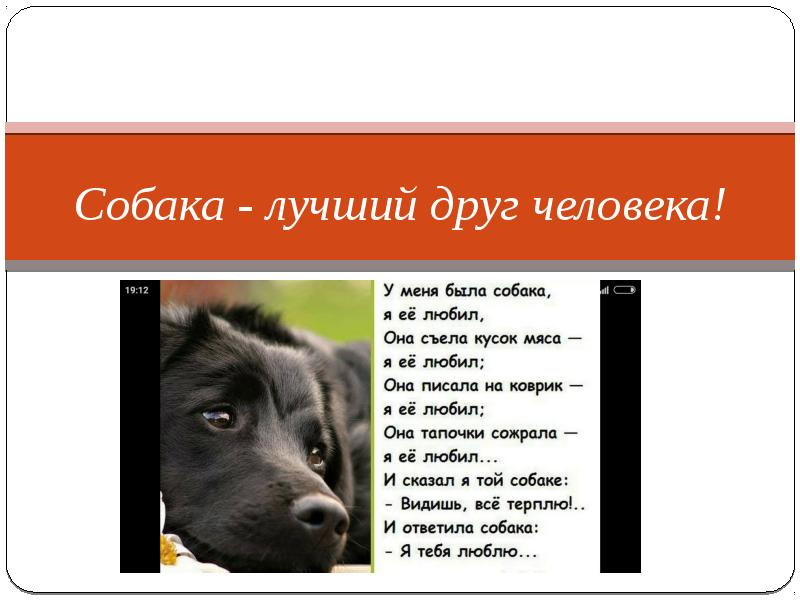 Собака - лучший друг человека!
19:12
У меня была собака,
я её любил,
Она съела кусок мяса —
я её любил;
Она писала на коврик —
я её любил;
Она тапочки сожрала —
я её любил...
И сказал я той собаке:
- Видишь, всё терплю!..
И ответила собака:
- Я тебя люблю...